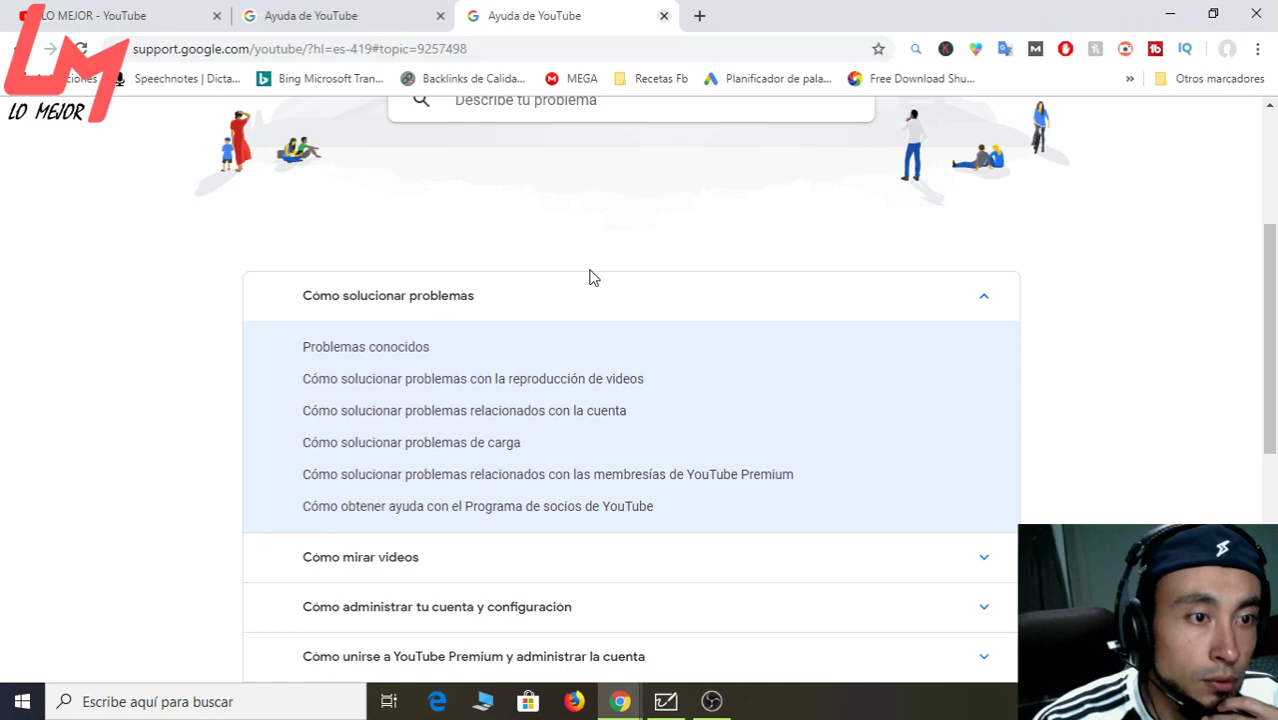 LO MEJOR - YouTube
Ayuda de YouTube
Ayuda de YouTube
support.google.com/youtube/?hl=es-419#topic=9257498
Speechnotes | Dicta...
Bing Microsoft Tran...
Backlinks de Calida...
MEGA
Recetas Fb
Planificador de pala...
Free Download Shu...
»
Otros marcadores
LM
LO MEJOR
Describe tu problema
Cómo solucionar problemas
Problemas conocidos
Cómo solucionar problemas con la reproducción de videos
Cómo solucionar problemas relacionados con la cuenta
Cómo solucionar problemas de carga
Cómo solucionar problemas relacionados con las membresías de YouTube Premium
Cómo obtener ayuda con el Programa de socios de YouTube
Cómo mirar videos
Cómo administrar tu cuenta y configuración
Cómo unirse a YouTube Premium y administrar la cuenta
Escribe aquí para buscar